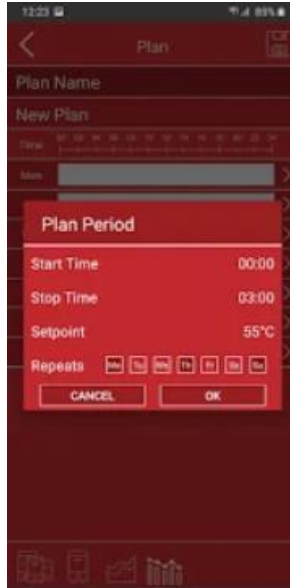 12:23 85%
Plan
Plan Name
New Plan
Time
Mon
Plan Period
Start Time 00:00
Stop Time 03:00
Setpoint 55°C
Repeats Mo Tu We Th Fr Sa Su
CANCEL OK